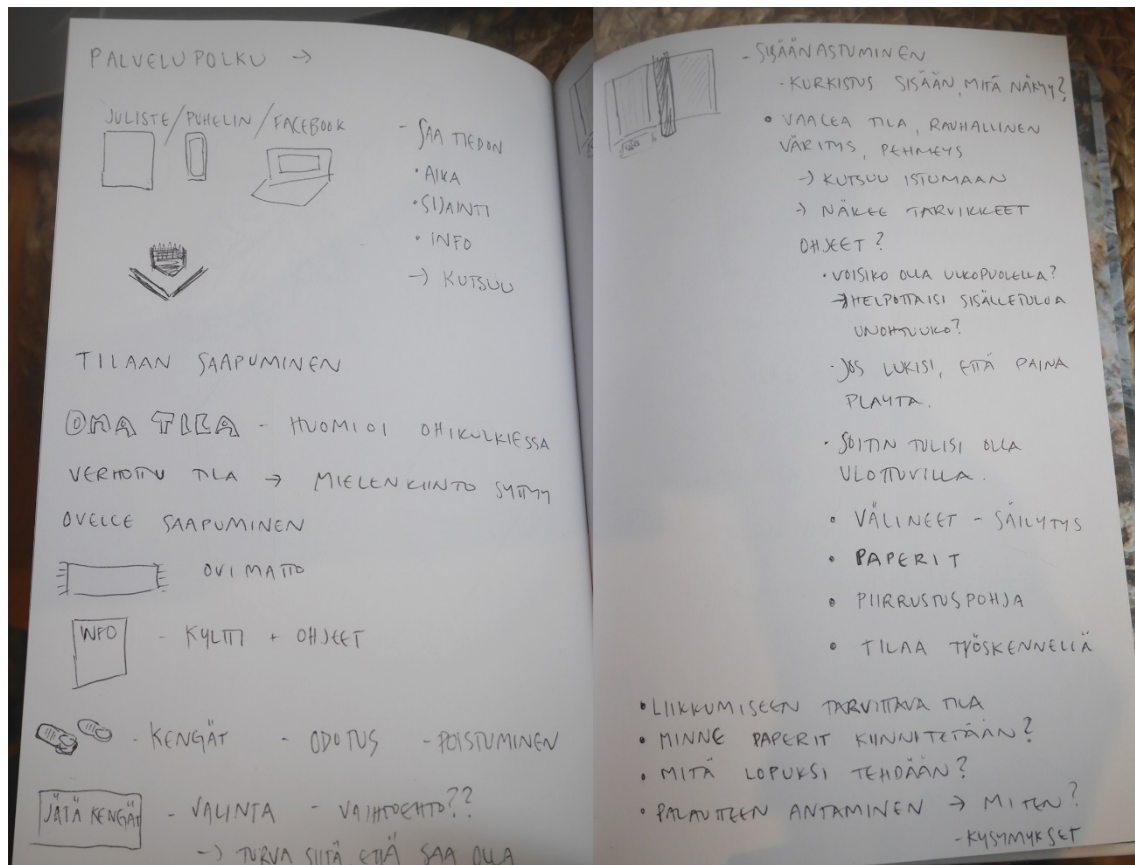 PALVELUPOLKU →
JULISTE / PUHELIN / FACEBOOK
- SAA TIEDON
• AIKA
• SIJAINTI
• INFO
→ KUTSUU
TILAAN SAAPUMINEN
OMA TILA - HUOMIOI OHIKULKIESSA
VERHOTTU TILA → MIELENKIINTO SYTTYY
OVELLE SAAPUMINEN
OVIMATTO
INFO - KYLTTI + OHJEET
- KENGÄT - ODOTUS - POISTUMINEN
JÄTÄ KENGÄT - VALINTA - VAIHTOEHTO??
→ TURVA SIITÄ ETTÄ SAA OLLA
- SISÄÄNASTUMINEN
- KURKISTUS SISÄÄN, MITÄ NÄKYY?
• VAALEA TILA, RAUHALLINEN
VÄRITYS, PEHMEYS
→ KUTSUU ISTUMAAN
→ NÄKEE TARVIKKEET
OHJEET?
• VOISIKO OLLA ULKOPUOLELLA?
→ HELPOTTAISI SISÄLLETULOA
UNOHTUUKO?
• JOS LUKISI, ETTÄ PAINA
PLAYTA.
• SOITIN TULISI OLLA
ULOTTUVILLA.
• VÄLINEET - SÄILYTYS
• PAPERIT
• PIIRRUSTUSPOHJA
• TILAA TYÖSKENNELLÄ
• LIIKKUMISEEN TARVITTAVA TILA
• MINNE PAPERIT KIINNITETÄÄN?
• MITÄ LOPUKSI TEHDÄÄN?
• PALAUTTEEN ANTAMINEN → MITEN?
- KYSYMYKSET